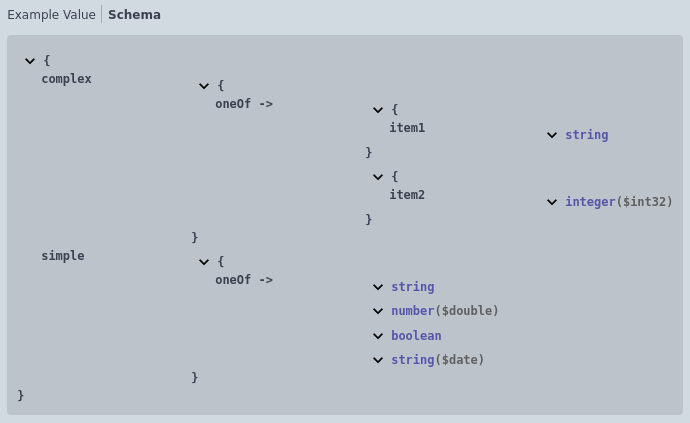 Example Value Schema
{
complex
{
oneOf ->
{
item1
string
}
{
item2
integer($int32)
}
}
simple
{
oneOf ->
string
number($double)
boolean
string($date)
}
}